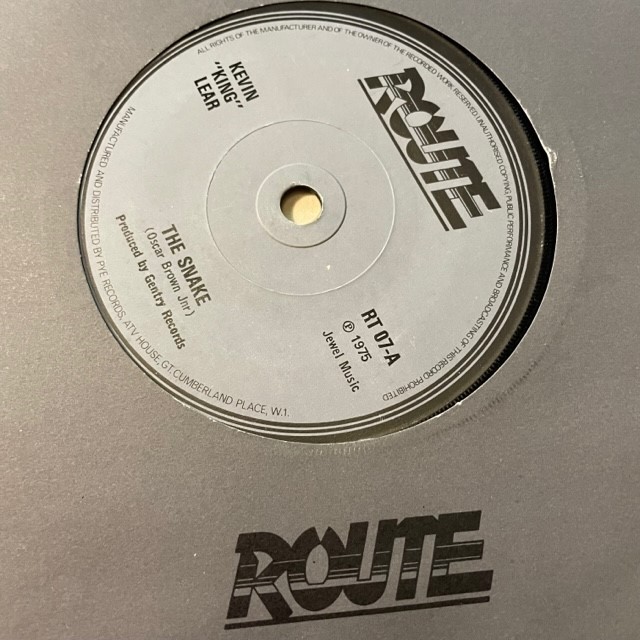 ROUTE
KEVIN
"KING"
LEAR
RT 07-A
℗ 1975
Jewel Music
THE SNAKE
(Oscar Brown Jnr)
Produced by Gentry Records
ALL RIGHTS OF THE MANUFACTURER AND OF THE OWNER OF THE RECORDED WORK RESERVED. UNAUTHORISED COPYING, PUBLIC PERFORMANCE AND BROADCASTING OF THIS RECORD PROHIBITED
MANUFACTURED AND DISTRIBUTED BY PYE RECORDS, ATV HOUSE, GT. CUMBERLAND PLACE, W.1.
ROUTE